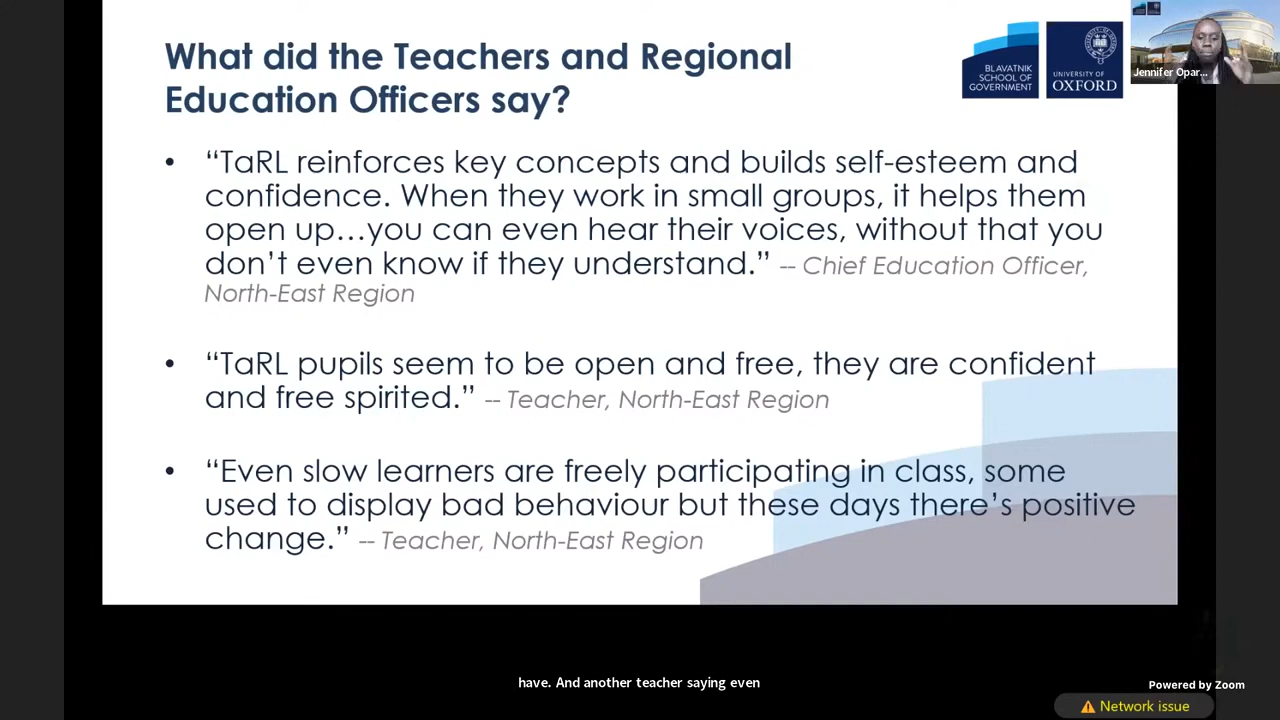 What did the Teachers and Regional
Education Officers say?
BLAVATNIK
SCHOOL OF
GOVERNMENT
UNIVERSITY OF
OXFORD
Jennifer Opar...
• “TaRL reinforces key concepts and builds self-esteem and
confidence. When they work in small groups, it helps them
open up…you can even hear their voices, without that you
don’t even know if they understand.” -- Chief Education Officer,
North-East Region
• “TaRL pupils seem to be open and free, they are confident
and free spirited.” -- Teacher, North-East Region
• “Even slow learners are freely participating in class, some
used to display bad behaviour but these days there’s positive
change.” -- Teacher, North-East Region
have. And another teacher saying even
Powered by Zoom
Network issue